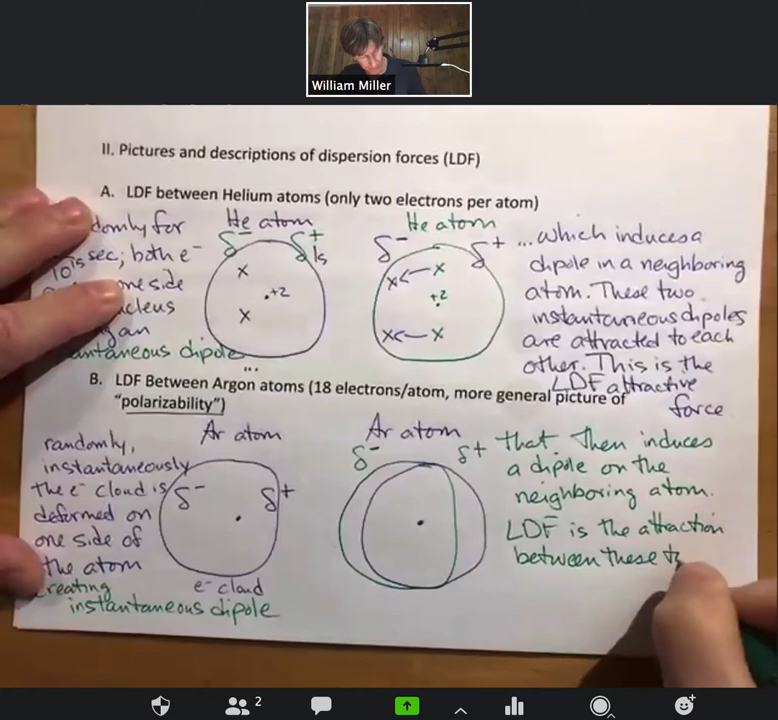 William Miller
II. Pictures and descriptions of dispersion forces (LDF)
A. LDF between Helium atoms (only two electrons per atom)
domly for
10¹⁵ sec; both e⁻
one side
ucleus
an
antaneous dipole
...
He atom
δ⁻ δ⁺
1s
x
+2
x
He atom
δ⁻ δ⁺
x← x
+2
x← x
...which induces a
dipole in a neighboring
atom. These two
instantaneous dipoles
are attracted to each
other. This is the
LDF attractive
force
B. LDF Between Argon atoms (18 electrons/atom, more general picture of
"polarizability")
randomly,
instantaneously
the e⁻ cloud is
deformed on
one side of
the atom
creating
instantaneous dipole
Ar atom
δ⁻ δ⁺
e⁻ cloud
Ar atom
δ⁻ δ⁺
that. Then induces
a dipole on the
neighboring atom.
LDF is the attraction
between these
2